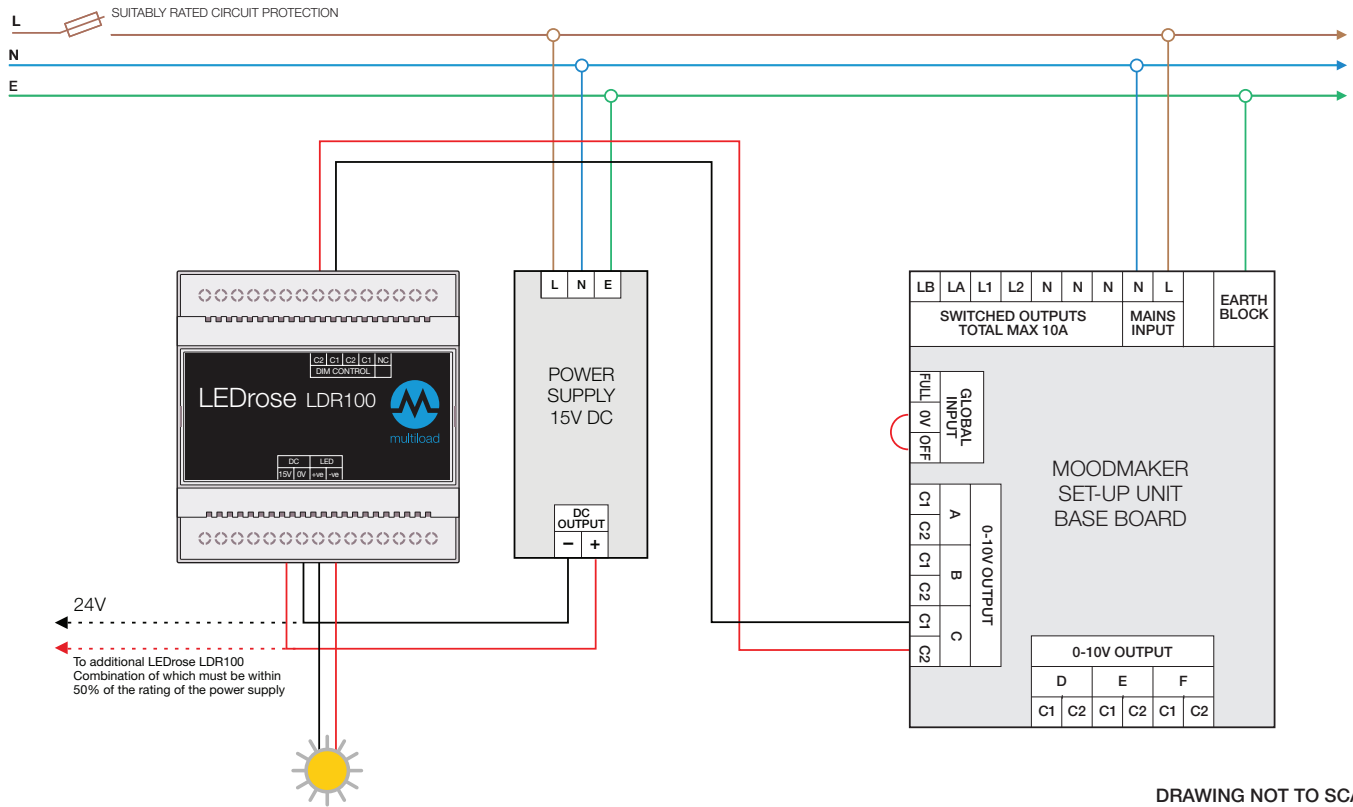 L
SUITABLY RATED CIRCUIT PROTECTION
N
E
C2 C1 C2 C1 NC
DIM CONTROL
LEDrose LDR100
multiload
DC LED
15V 0V +ve -ve
L N E
POWER
SUPPLY
15V DC
DC
OUTPUT
− +
24V
To additional LEDrose LDR100
Combination of which must be within
50% of the rating of the power supply
LB LA L1 L2 N N N N L
SWITCHED OUTPUTS
TOTAL MAX 10A
MAINS
INPUT
EARTH
BLOCK
FULL 0V OFF
GLOBAL
INPUT
MOODMAKER
SET-UP UNIT
BASE BOARD
C1 C2 C1 C2 C1 C2
A B C
0-10V OUTPUT
0-10V OUTPUT
D E F
C1 C2 C1 C2 C1 C2
DRAWING NOT TO SCA